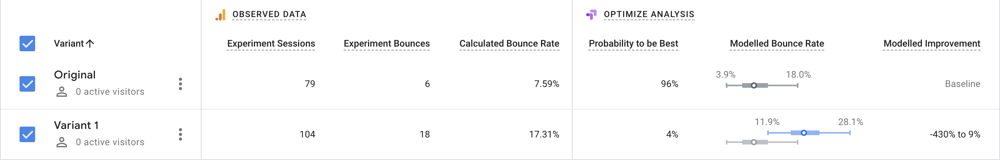 OBSERVED DATA
OPTIMIZE ANALYSIS
Variant
Experiment Sessions
Experiment Bounces
Calculated Bounce Rate
Probability to be Best
Modelled Bounce Rate
Modelled Improvement
Original
0 active visitors
79
6
7.59%
96%
3.9%
18.0%
Baseline
Variant 1
0 active visitors
104
18
17.31%
4%
11.9%
28.1%
-430% to 9%